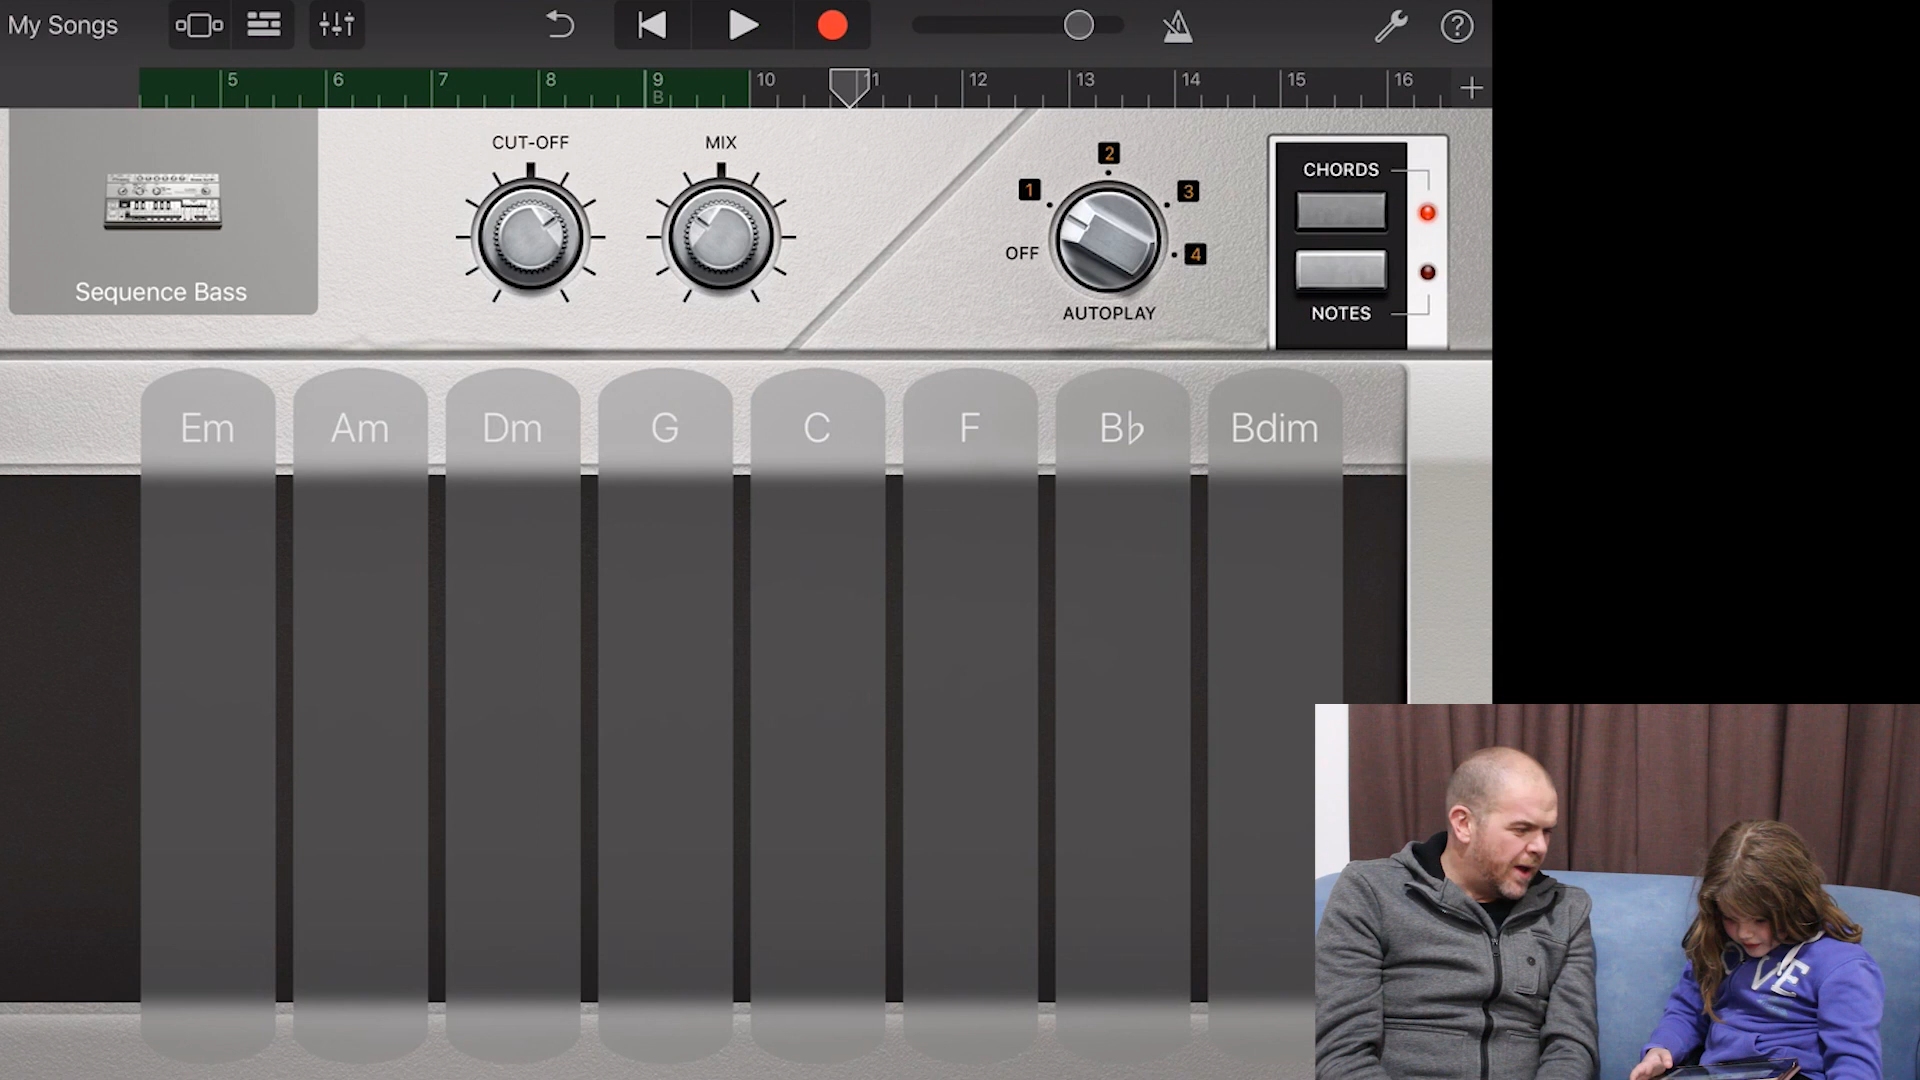 My Songs
5 6 7 8 9 10 11 12 13 14 15 16
B
CUT-OFF
MIX
1
2
3
4
OFF
AUTOPLAY
CHORDS
NOTES
Sequence Bass
Em Am Dm G C F B♭ Bdim
VE